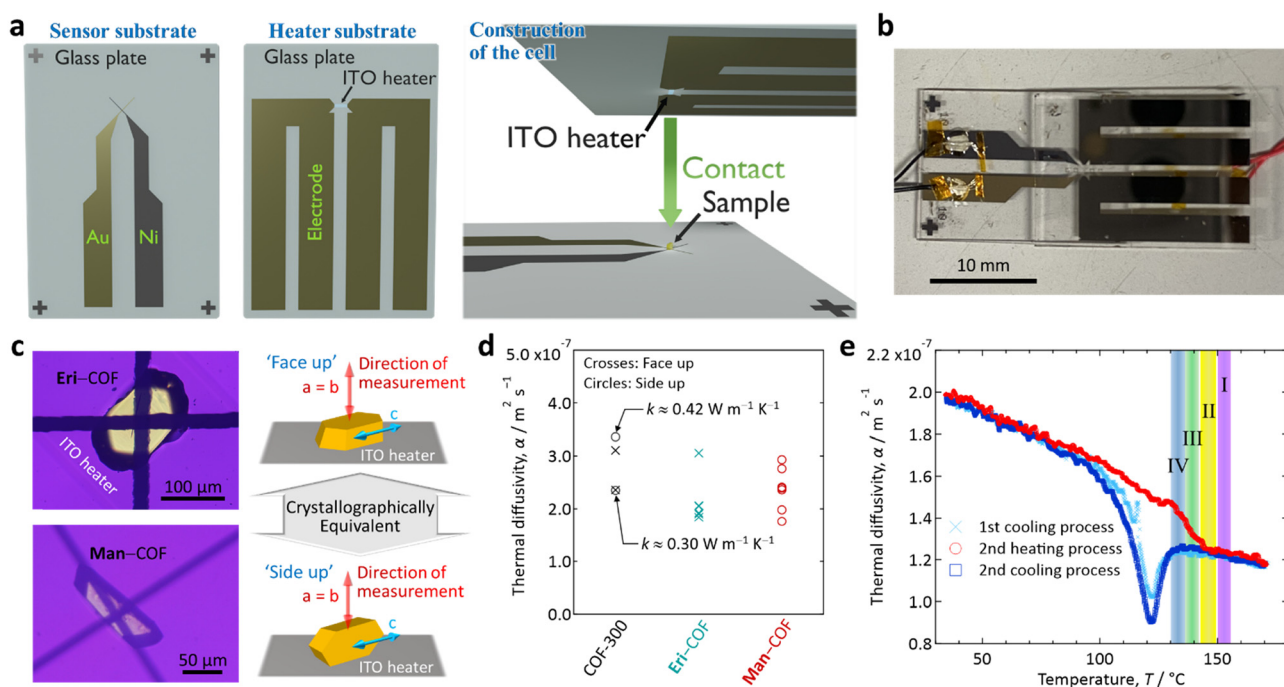 a
Sensor substrate
Glass plate
Au
Ni
Heater substrate
Glass plate
ITO heater
Electrode
Construction
of the cell
ITO heater
Contact
Sample
b
10 mm
c
Eri–COF
ITO heater
100 μm
Man–COF
50 μm
'Face up'
Direction of
measurement
a = b
c
ITO heater
Crystallographically
Equivalent
'Side up'
Direction of
measurement
a = b
c
ITO heater
d
5.0 x10⁻⁷
4.0
3.0
2.0
1.0
0.0
Thermal diffusivity, α / m² s⁻¹
Crosses: Face up
Circles: Side up
k ≈ 0.42 W m⁻¹ K⁻¹
k ≈ 0.30 W m⁻¹ K⁻¹
COF-300
Eri–COF
Man–COF
e
2.2 x10⁻⁷
2.0
1.8
1.6
1.4
1.2
1.0
0.8
Thermal diffusivity, α / m² s⁻¹
I
II
III
IV
1st cooling process
2nd heating process
2nd cooling process
50
100
150
Temperature, T / °C